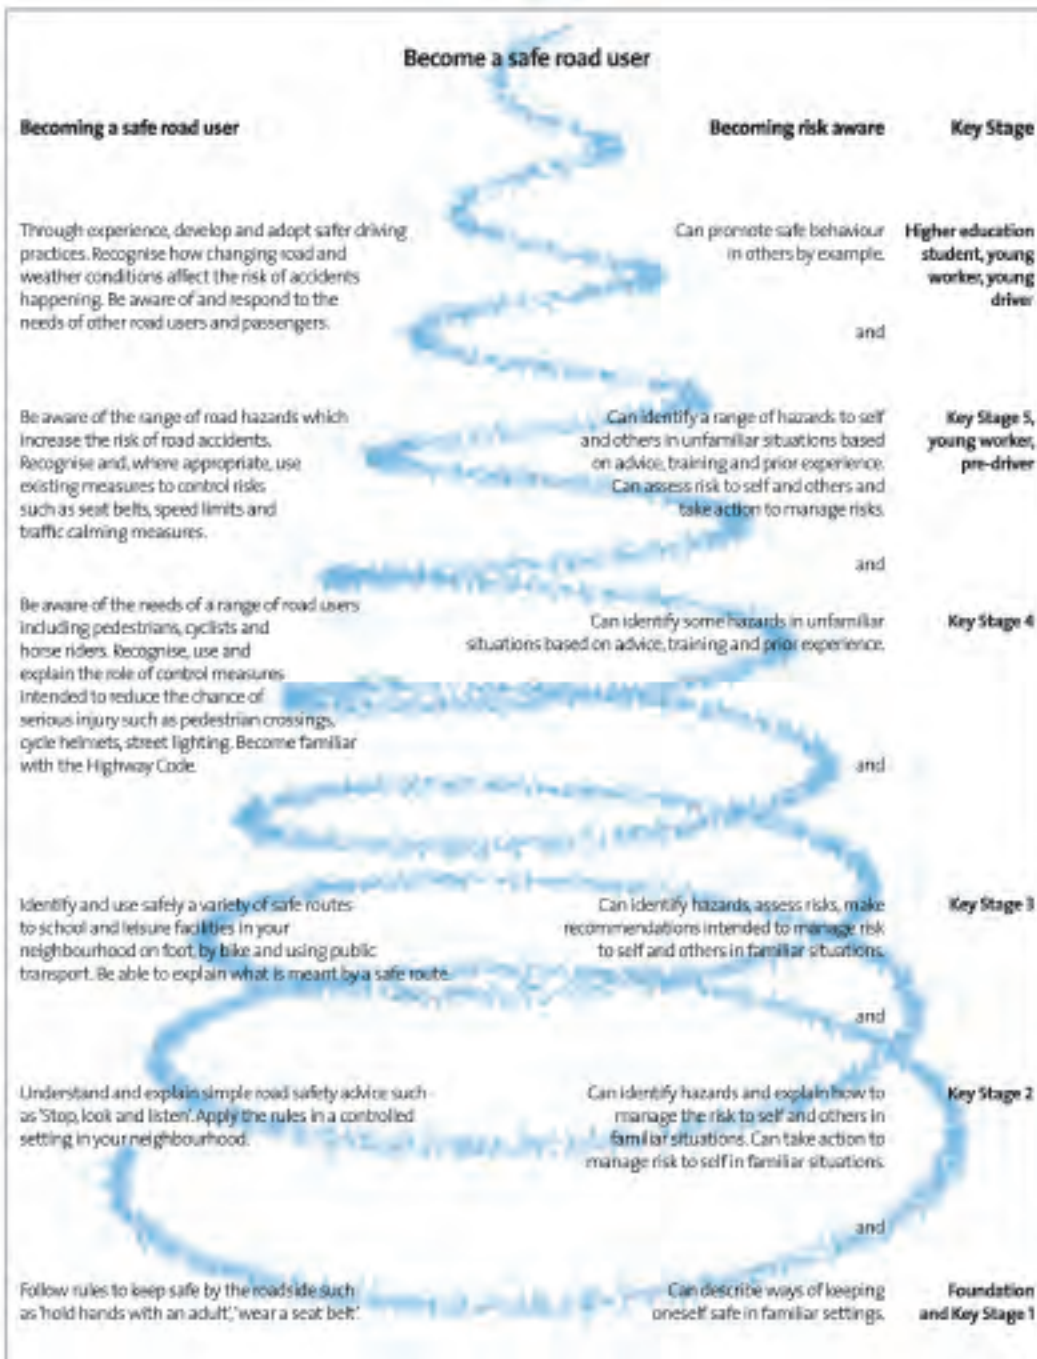 Become a safe road user
Becoming a safe road user
Becoming risk aware
Key Stage
Through experience, develop and adopt safer driving
practices. Recognise how changing road and
weather conditions affect the risk of accidents
happening. Be aware of and respond to the
needs of other road users and passengers.
Can promote safe behaviour
in others by example.
and
Higher education
student, young
worker, young
driver
Be aware of the range of road hazards which
increase the risk of road accidents.
Recognise and, where appropriate, use
existing measures to control risks
such as seat belts, speed limits and
traffic calming measures.
Can identify a range of hazards to self
and others in unfamiliar situations based
on advice, training and prior experience.
Can assess risk to self and others and
take action to manage risks.
and
Key Stage 5,
young worker,
pre-driver
Be aware of the needs of a range of road users
including pedestrians, cyclists and
horse riders. Recognise, use and
explain the role of control measures
intended to reduce the chance of
serious injury such as pedestrian crossings,
cycle helmets, street lighting. Become familiar
with the Highway Code.
Can identify some hazards in unfamiliar
situations based on advice, training and prior experience.
and
Key Stage 4
Identify and use safely a variety of safe routes
to school and leisure facilities in your
neighbourhood on foot, by bike and using public
transport. Be able to explain what is meant by a safe route.
Can identify hazards, assess risks, make
recommendations intended to manage risk
to self and others in familiar situations.
and
Key Stage 3
Understand and explain simple road safety advice such
as 'Stop, look and listen'. Apply the rules in a controlled
setting in your neighbourhood.
Can identify hazards and explain how to
manage the risk to self and others in
familiar situations. Can take action to
manage risk to self in familiar situations.
and
Key Stage 2
Follow rules to keep safe by the roadside such
as 'hold hands with an adult', 'wear a seat belt'.
Can describe ways of keeping
oneself safe in familiar settings.
Foundation
and Key Stage 1